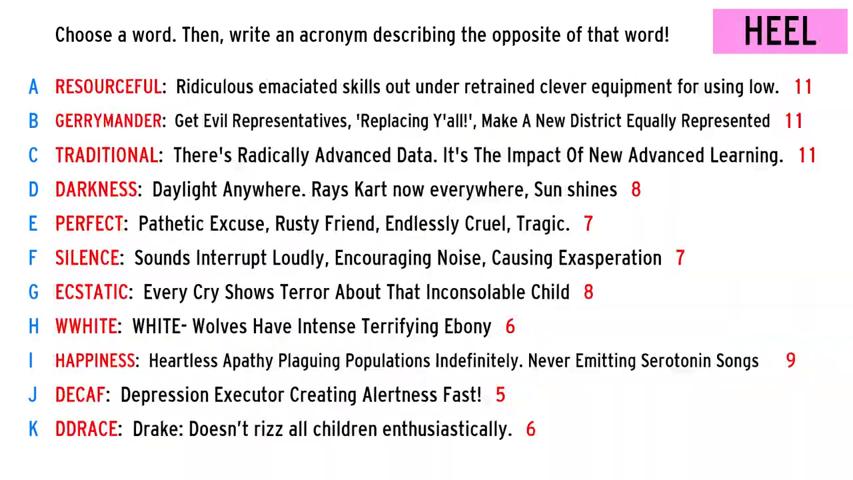 Choose a word. Then, write an acronym describing the opposite of that word!
HEEL
A RESOURCEFUL: Ridiculous emaciated skills out under retrained clever equipment for using low. 11
B GERRYMANDER: Get Evil Representatives, 'Replacing Y'all!', Make A New District Equally Represented 11
C TRADITIONAL: There's Radically Advanced Data. It's The Impact Of New Advanced Learning. 11
D DARKNESS: Daylight Anywhere. Rays Kart now everywhere, Sun shines 8
E PERFECT: Pathetic Excuse, Rusty Friend, Endlessly Cruel, Tragic. 7
F SILENCE: Sounds Interrupt Loudly, Encouraging Noise, Causing Exasperation 7
G ECSTATIC: Every Cry Shows Terror About That Inconsolable Child 8
H WWHITE: WHITE- Wolves Have Intense Terrifying Ebony 6
I HAPPINESS: Heartless Apathy Plaguing Populations Indefinitely. Never Emitting Serotonin Songs 9
J DECAF: Depression Executor Creating Alertness Fast! 5
K DDRACE: Drake: Doesn't rizz all children enthusiastically. 6